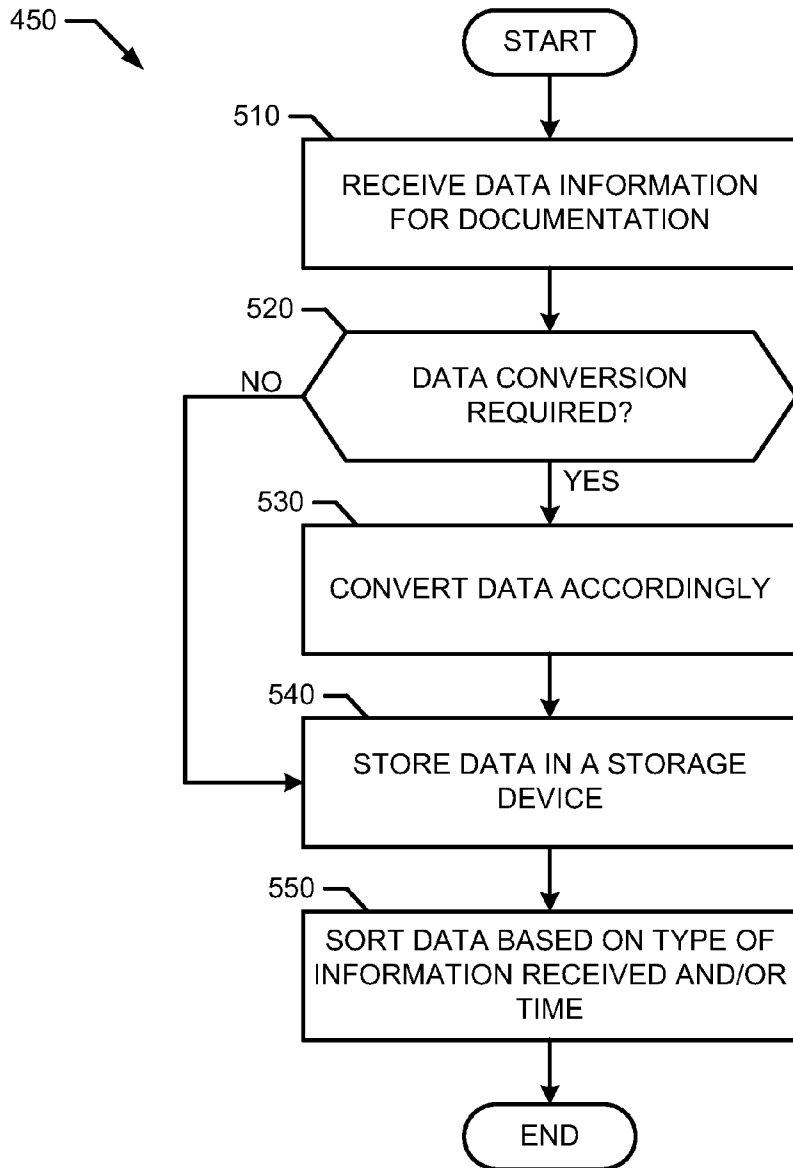 450
START
510
RECEIVE DATA INFORMATION
FOR DOCUMENTATION
520
NO
DATA CONVERSION
REQUIRED?
YES
530
CONVERT DATA ACCORDINGLY
540
STORE DATA IN A STORAGE
DEVICE
550
SORT DATA BASED ON TYPE OF
INFORMATION RECEIVED AND/OR
TIME
END